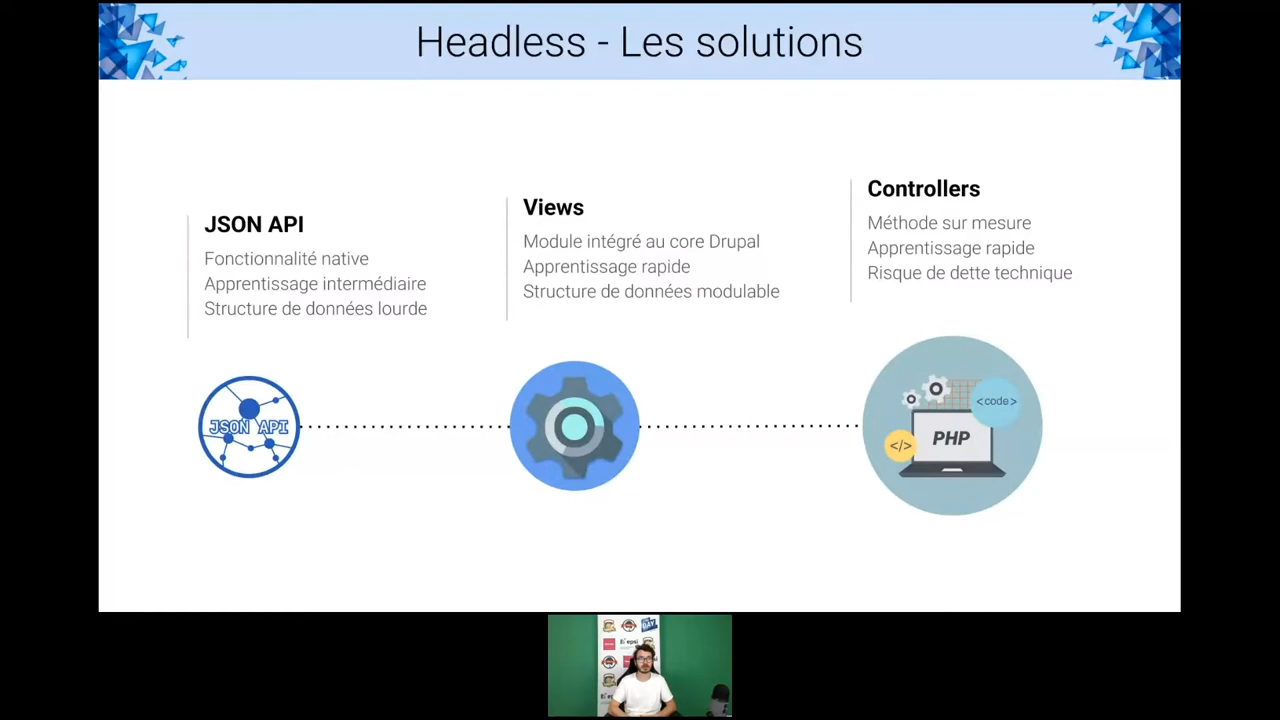 Headless - Les solutions
JSON API
Fonctionnalité native
Apprentissage intermédiaire
Structure de données lourde
Views
Module intégré au core Drupal
Apprentissage rapide
Structure de données modulable
Controllers
Méthode sur mesure
Apprentissage rapide
Risque de dette technique
JSON API
<code>
</>
PHP
epsi